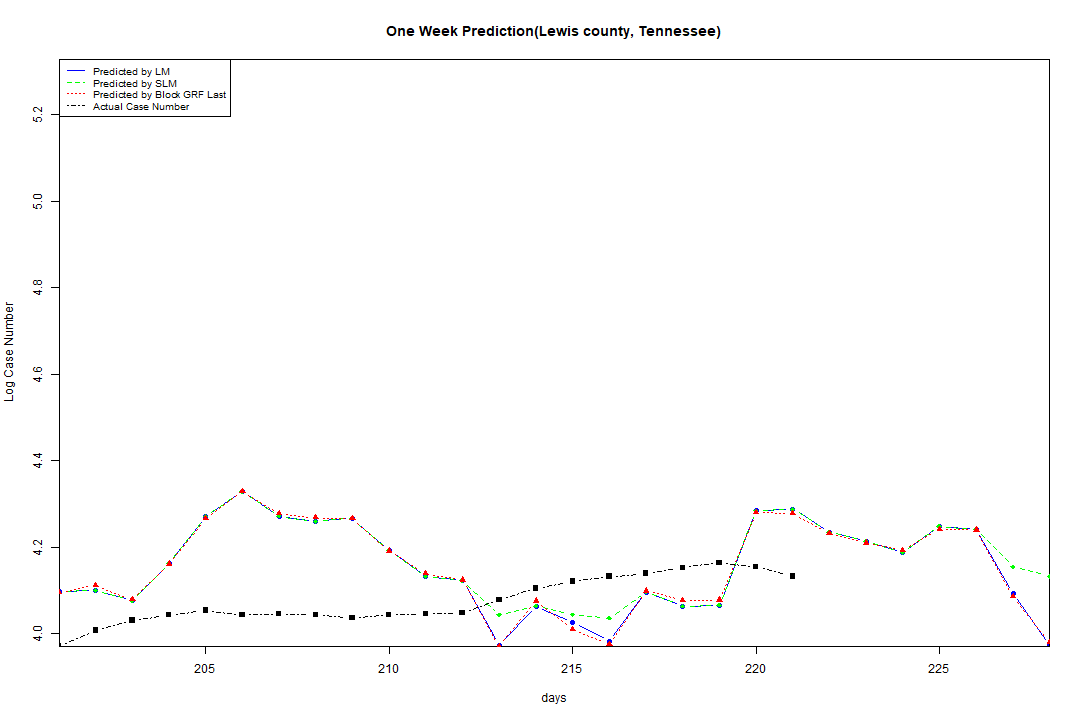 One Week Prediction(Lewis county, Tennessee)
Predicted by LM
Predicted by SLM
Predicted by Block GRF Last
Actual Case Number
5.2
5.0
4.8
4.6
4.4
4.2
4.0
Log Case Number
205 210 215 220 225
days